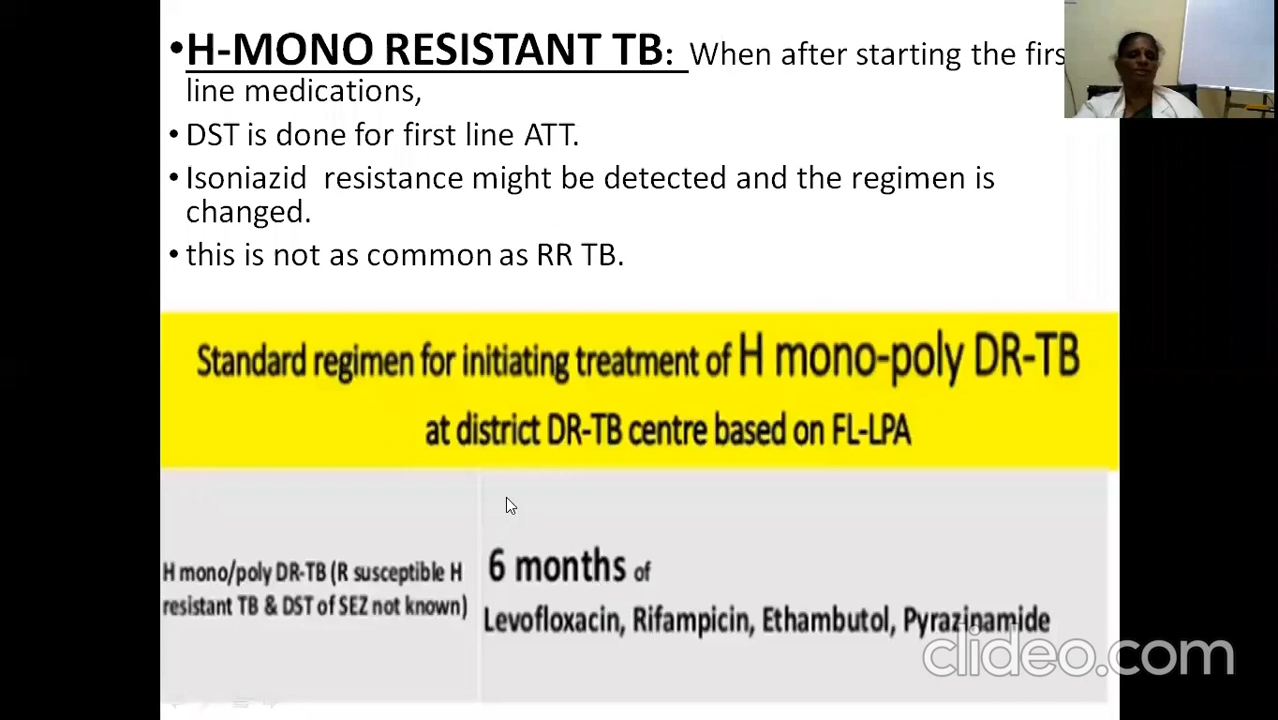 •H-MONO RESISTANT TB: When after starting the firs
line medications,
• DST is done for first line ATT.
• Isoniazid resistance might be detected and the regimen is
changed.
• this is not as common as RR TB.
Standard regimen for initiating treatment of H mono-poly DR-TB
at district DR-TB centre based on FL-LPA
H mono/poly DR-TB (R susceptible H
resistant TB & DST of SEZ not known)
6 months of
Levofloxacin, Rifampicin, Ethambutol, Pyrazinamide
clideo.com